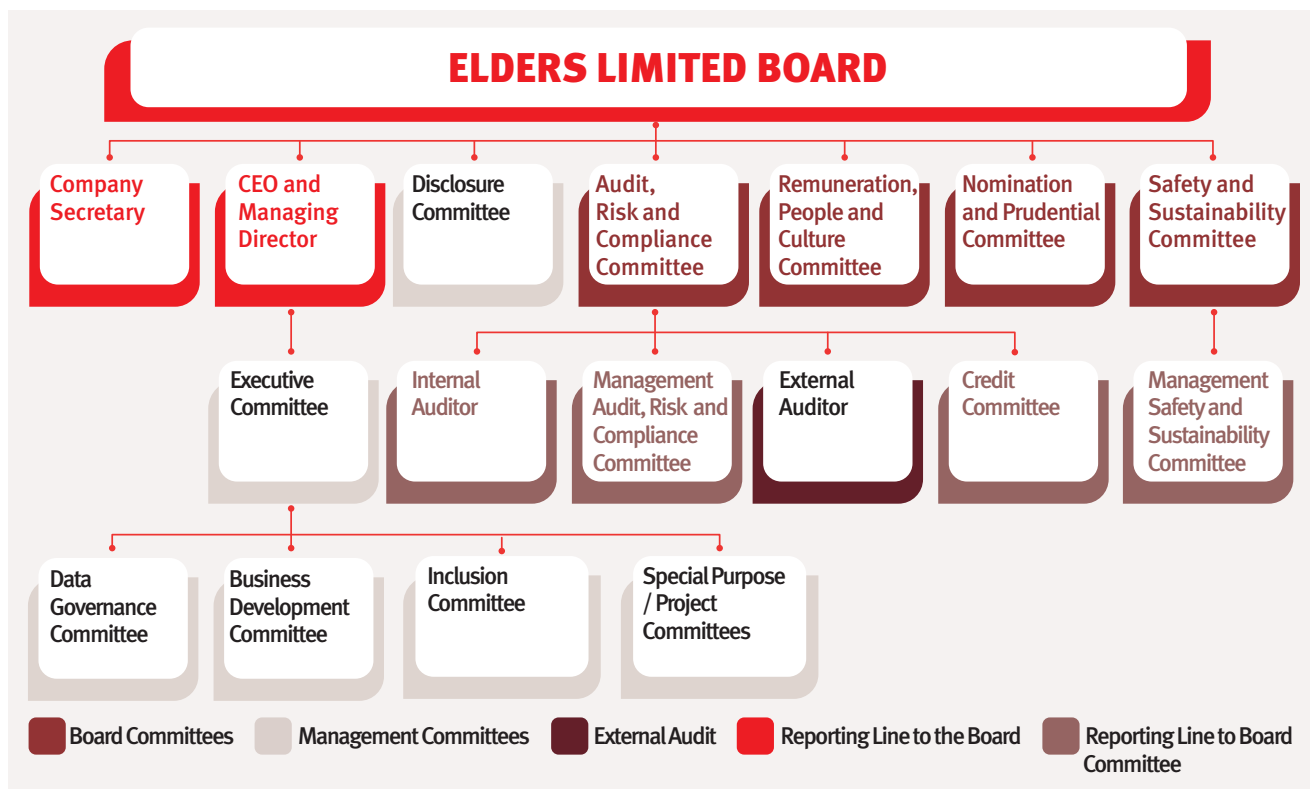 ELDERS LIMITED BOARD
Company
Secretary
CEO and
Managing
Director
Disclosure
Committee
Audit,
Risk and
Compliance
Committee
Remuneration,
People and
Culture
Committee
Nomination
and Prudential
Committee
Safety and
Sustainability
Committee
Executive
Committee
Internal
Auditor
Management
Audit, Risk and
Compliance
Committee
External
Auditor
Credit
Committee
Management
Safety and
Sustainability
Committee
Data
Governance
Committee
Business
Development
Committee
Inclusion
Committee
Special Purpose
/ Project
Committees
Board Committees
Management Committees
External Audit
Reporting Line to the Board
Reporting Line to Board
Committee